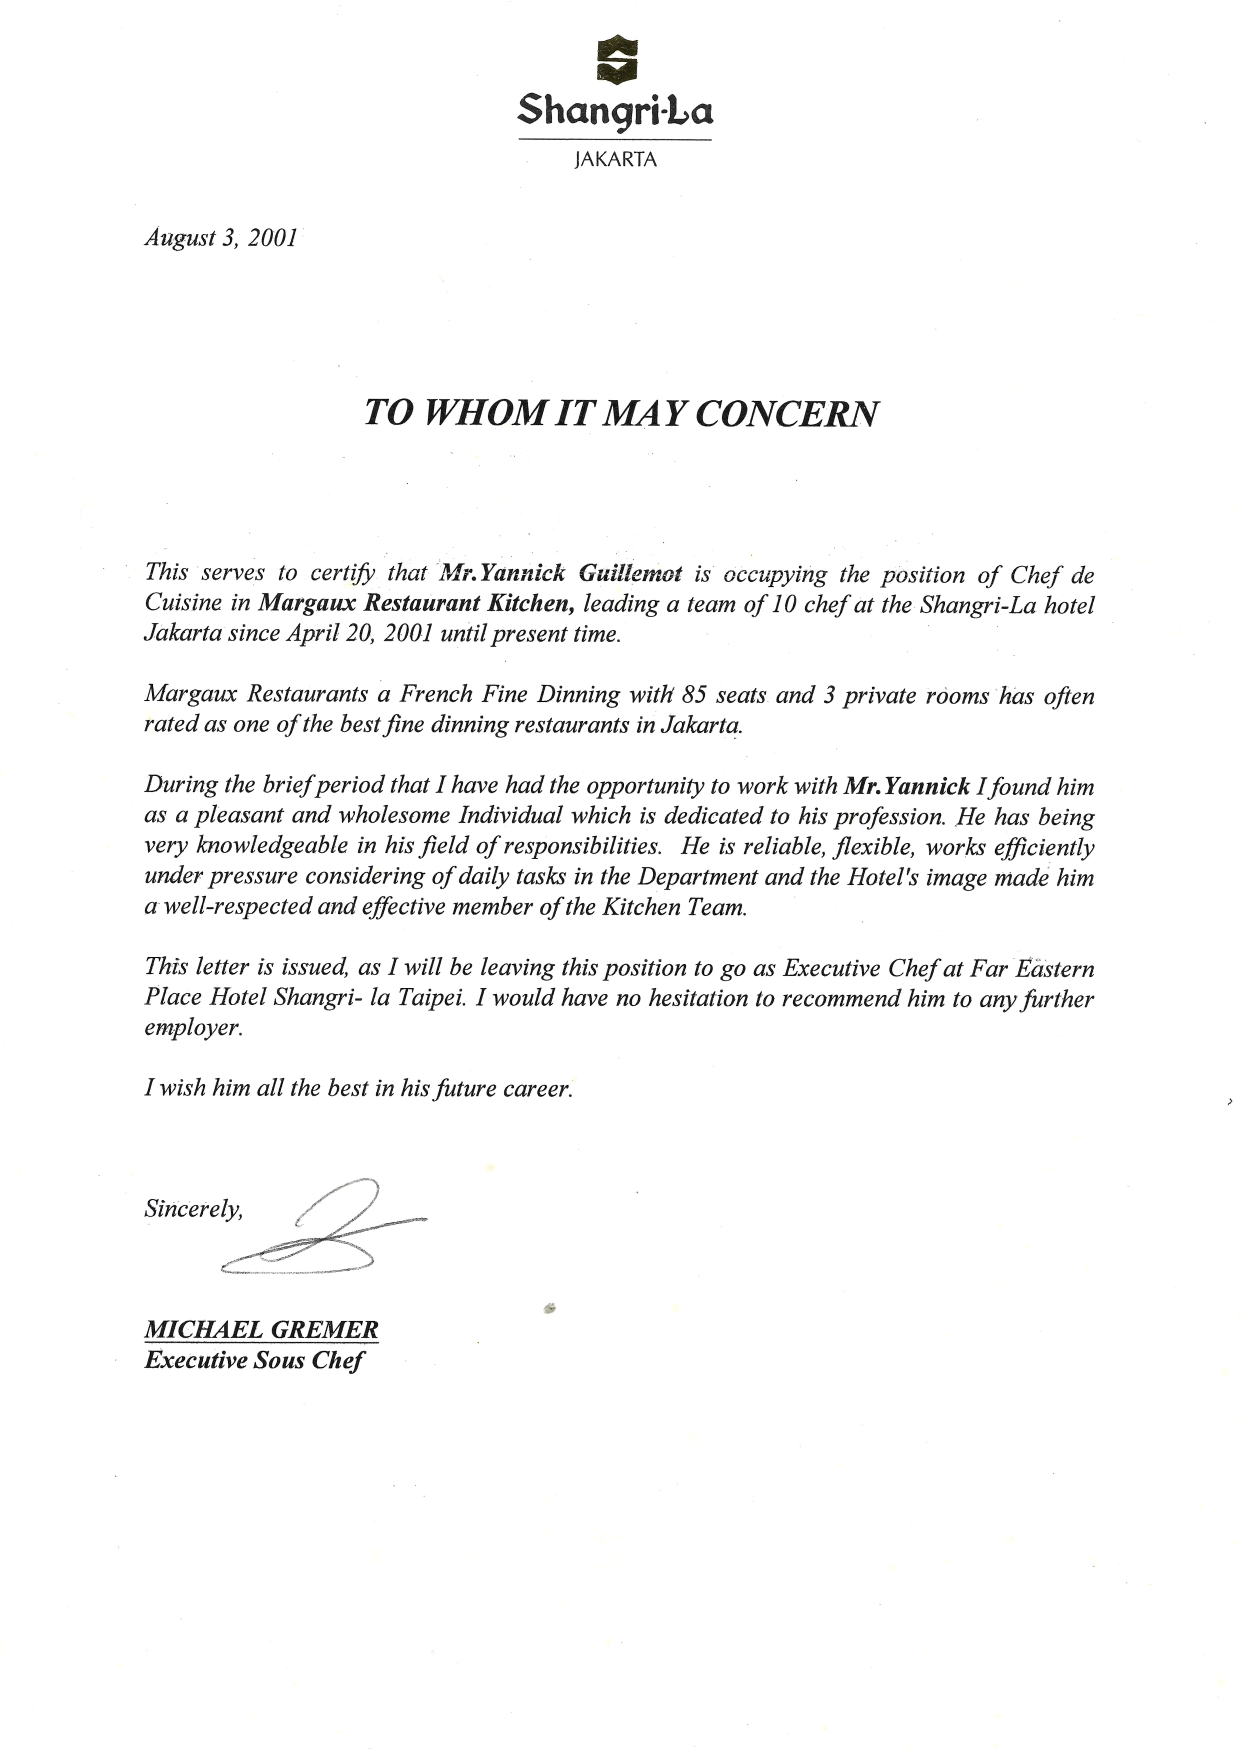 Shangri-La
JAKARTA
August 3, 2001
TO WHOM IT MAY CONCERN
This serves to certify that Mr. Yannick Guillemot is occupying the position of Chef de
Cuisine in Margaux Restaurant Kitchen, leading a team of 10 chef at the Shangri-La hotel
Jakarta since April 20, 2001 until present time.
Margaux Restaurants a French Fine Dinning with 85 seats and 3 private rooms has often
rated as one of the best fine dinning restaurants in Jakarta.
During the brief period that I have had the opportunity to work with Mr. Yannick I found him
as a pleasant and wholesome Individual which is dedicated to his profession. He has being
very knowledgeable in his field of responsibilities. He is reliable, flexible, works efficiently
under pressure considering of daily tasks in the Department and the Hotel's image made him
a well-respected and effective member of the Kitchen Team.
This letter is issued, as I will be leaving this position to go as Executive Chef at Far Eastern
Place Hotel Shangri- la Taipei. I would have no hesitation to recommend him to any further
employer.
I wish him all the best in his future career.
Sincerely,
MICHAEL GREMER
Executive Sous Chef